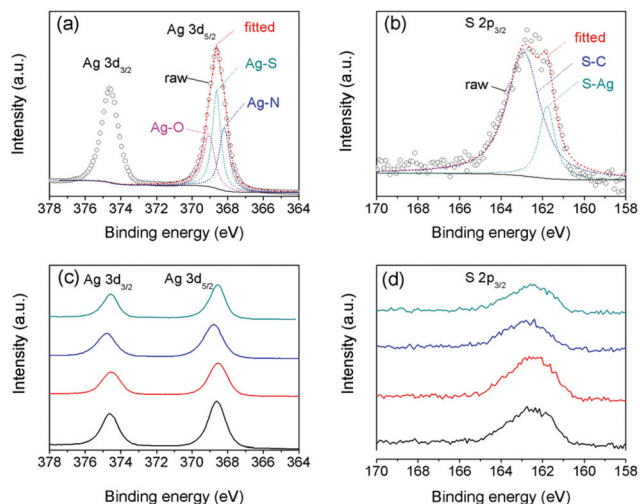 (a)
Ag 3d5/2
fitted
Ag 3d3/2
raw
Ag-S
Ag-N
Ag-O
Intensity (a.u.)
378 376 374 372 370 368 366 364
Binding energy (eV)
(b)
S 2p3/2
fitted
raw
S-C
S-Ag
Intensity (a.u.)
170 168 166 164 162 160 158
Binding energy (eV)
(c)
Ag 3d3/2
Ag 3d5/2
Intensity (a.u.)
378 376 374 372 370 368 366 364
Binding energy (eV)
(d)
S 2p3/2
Intensity (a.u.)
170 168 166 164 162 160 158
Binding energy (eV)